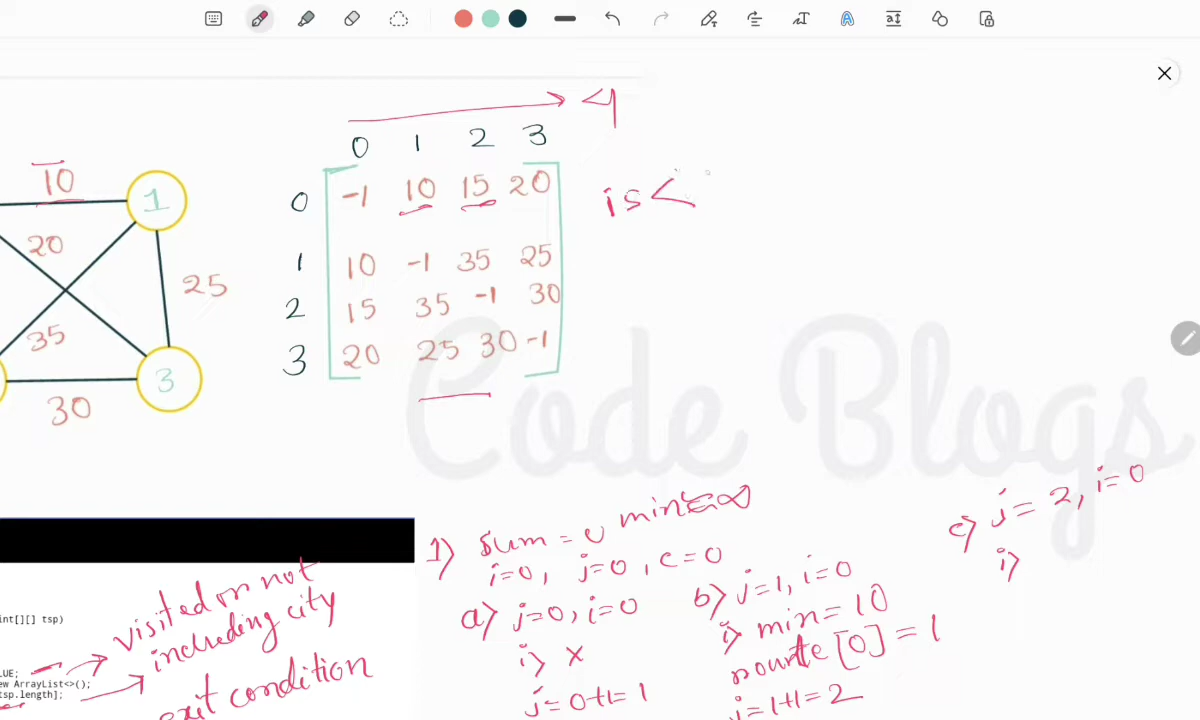 <4
0 1 2 3
0 -1 10 15 20
1 10 -1 35 25
2 15 35 -1 30
3 20 25 30 -1
is <
10
1
20
25
35
3
30
Code Blogs
1) Sum = 0 min = ∞
i=0, j=0, c=0
a) j=0, i=0
i) x
j=0+1=1
b) j=1, i=0
i) min = 10
route [0] = 1
j=1+1=2
c) j = 2, i=0
i)
visited or not
including city
exit condition
int[][] tsp)
LUE;
ew ArrayList<>();
tsp.length];